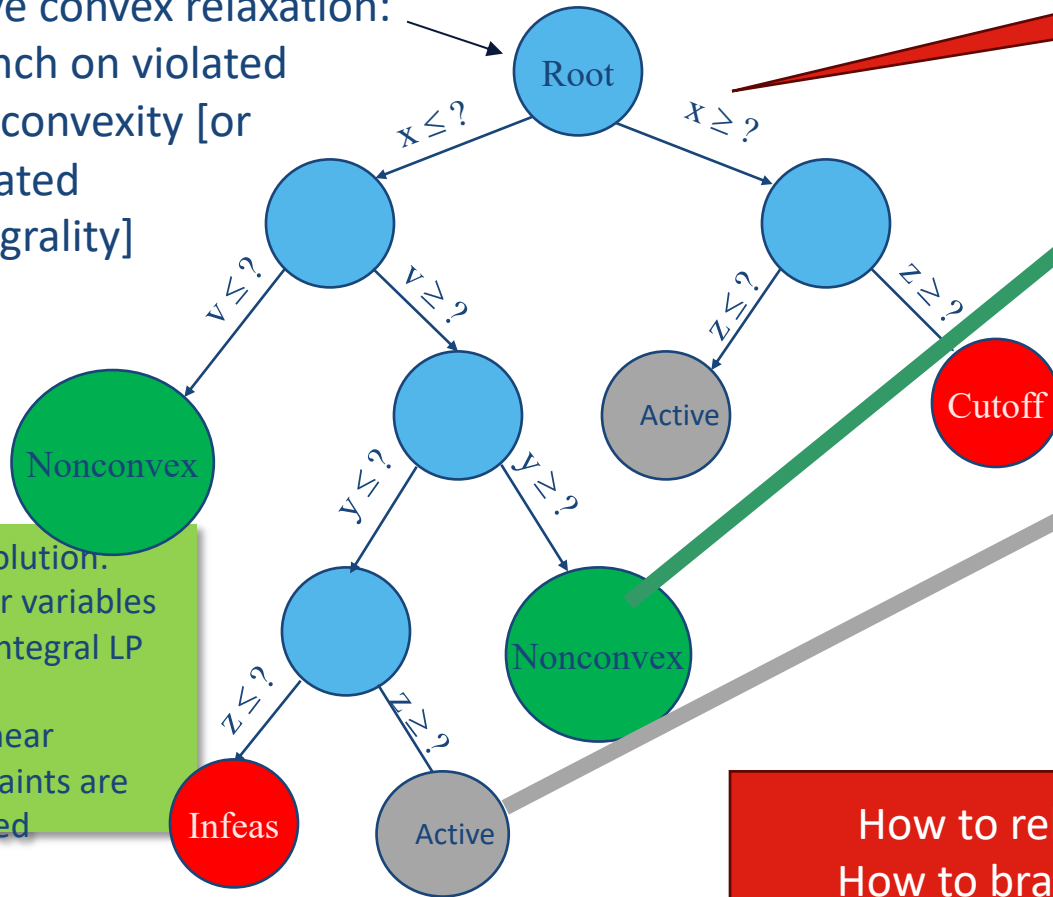 ve convex relaxation:
nch on violated
convexity [or
ated
grality]
Root
x ≤ ?
x ≥ ?
v ≤ ?
v ≥ ?
z ≤ ?
z ≥ ?
Nonconvex
Active
Cutoff
y ≤ ?
y ≥ ?
olution:
r variables
ntegral LP
near
aints are
ed
Nonconvex
z ≤ ?
z ≥ ?
Infeas
Active
How to re
How to bra